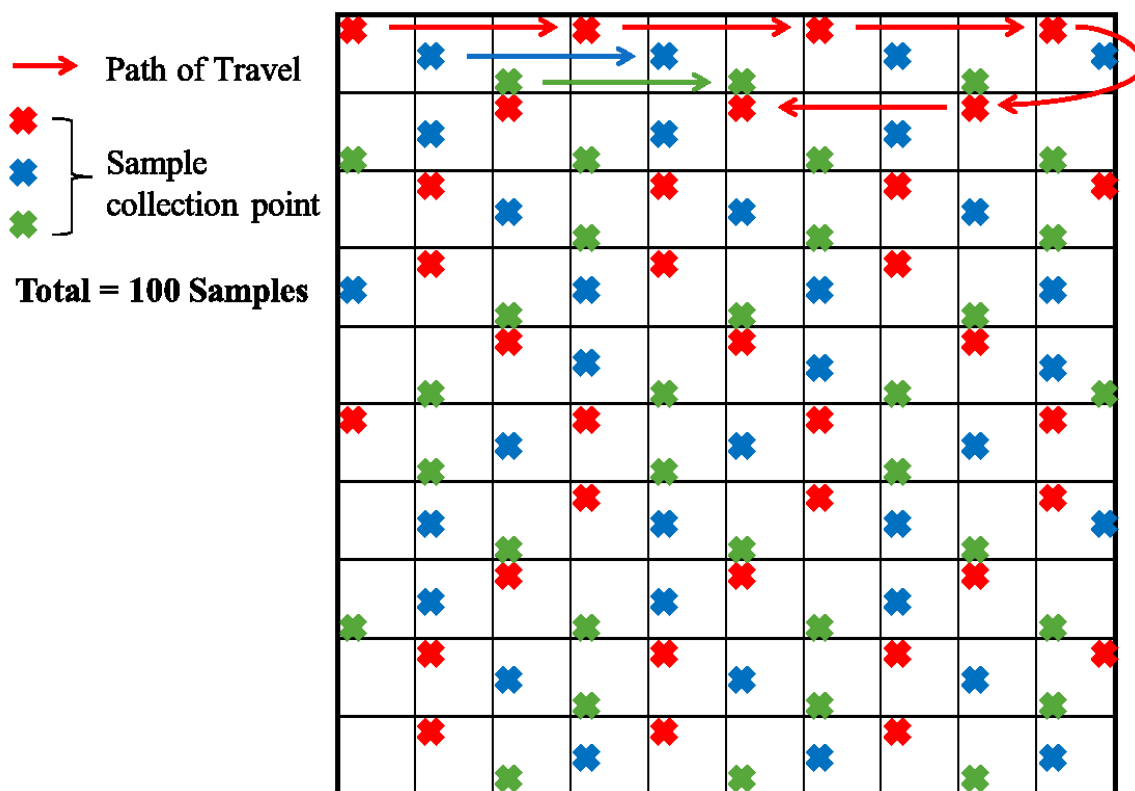 Path of Travel
Sample
collection point
Total = 100 Samples